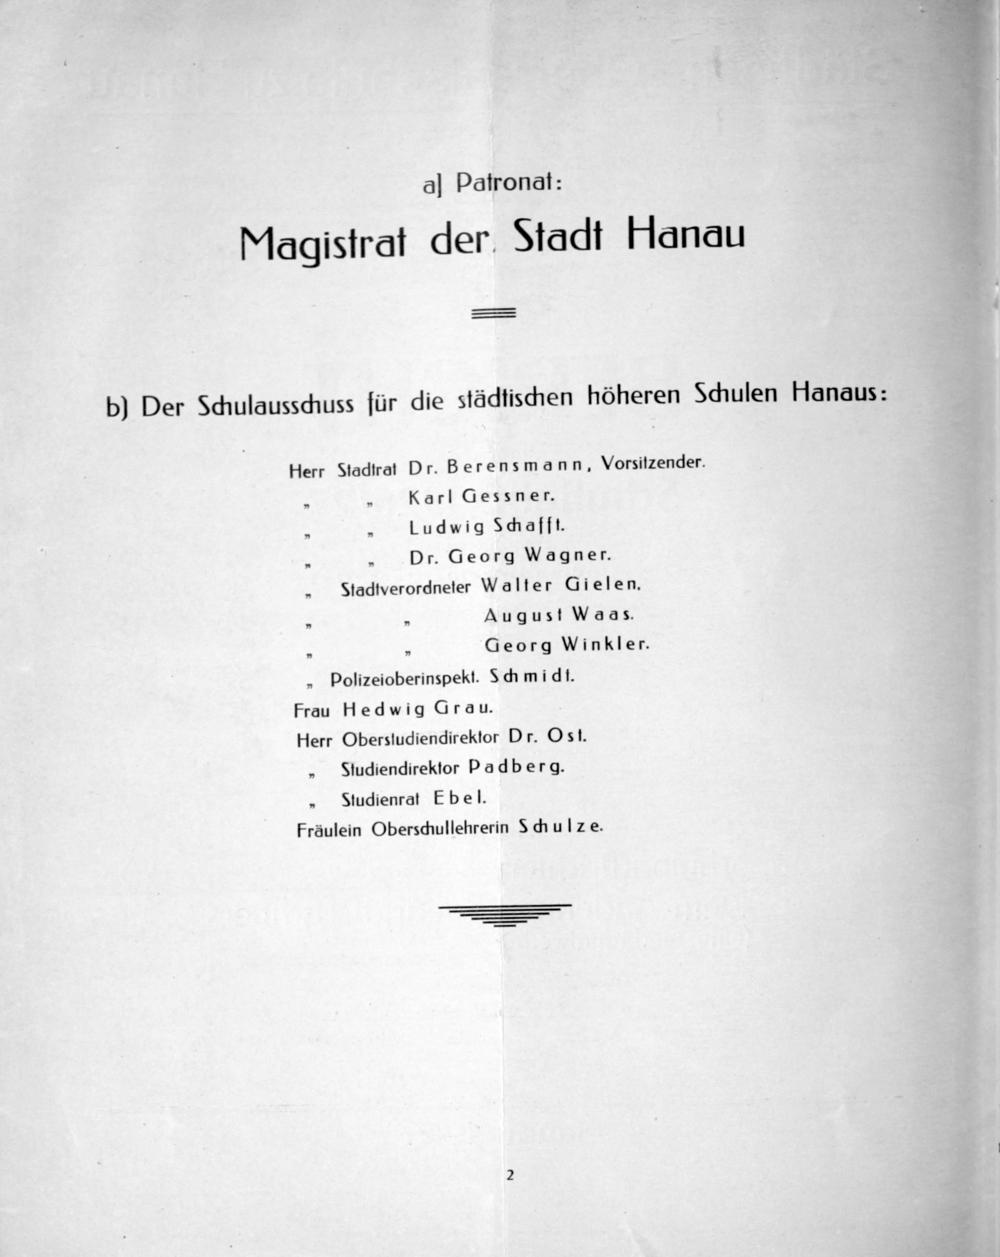 a) Patronat:
Magistrat der Stadt Hanau
b) Der Schulausschuss für die städtischen höheren Schulen Hanaus:
Herr Stadtrat Dr. Berensmann, Vorsitzender.
„ „ Karl Gessner.
„ „ Ludwig Schafft.
„ „ Dr. Georg Wagner.
„ Stadtverordneter Walter Gielen.
„ „ August Waas.
„ „ Georg Winkler.
„ Polizeioberinspekt. Schmidt.
Frau Hedwig Grau.
Herr Oberstudiendirektor Dr. Ost.
„ Studiendirektor Padberg.
„ Studienrat Ebel.
Fräulein Oberschullehrerin Schulze.
2